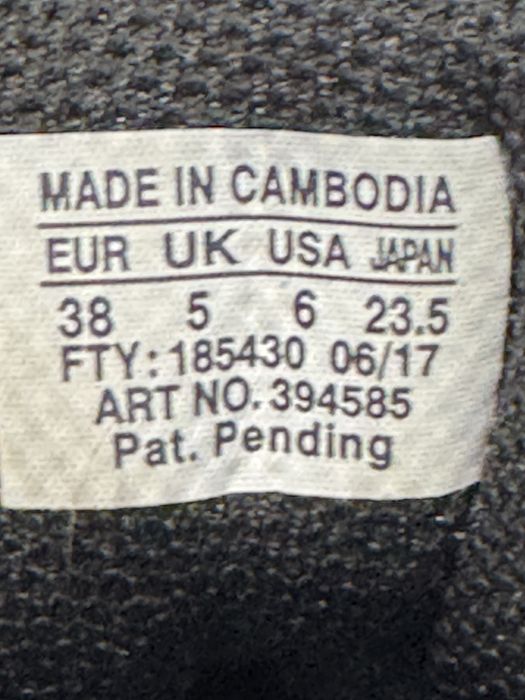 MADE IN CAMBODIA
EUR UK USA JAPAN
38 5 6 23.5
FTY: 185430 06/17
ART NO. 394585
Pat. Pending